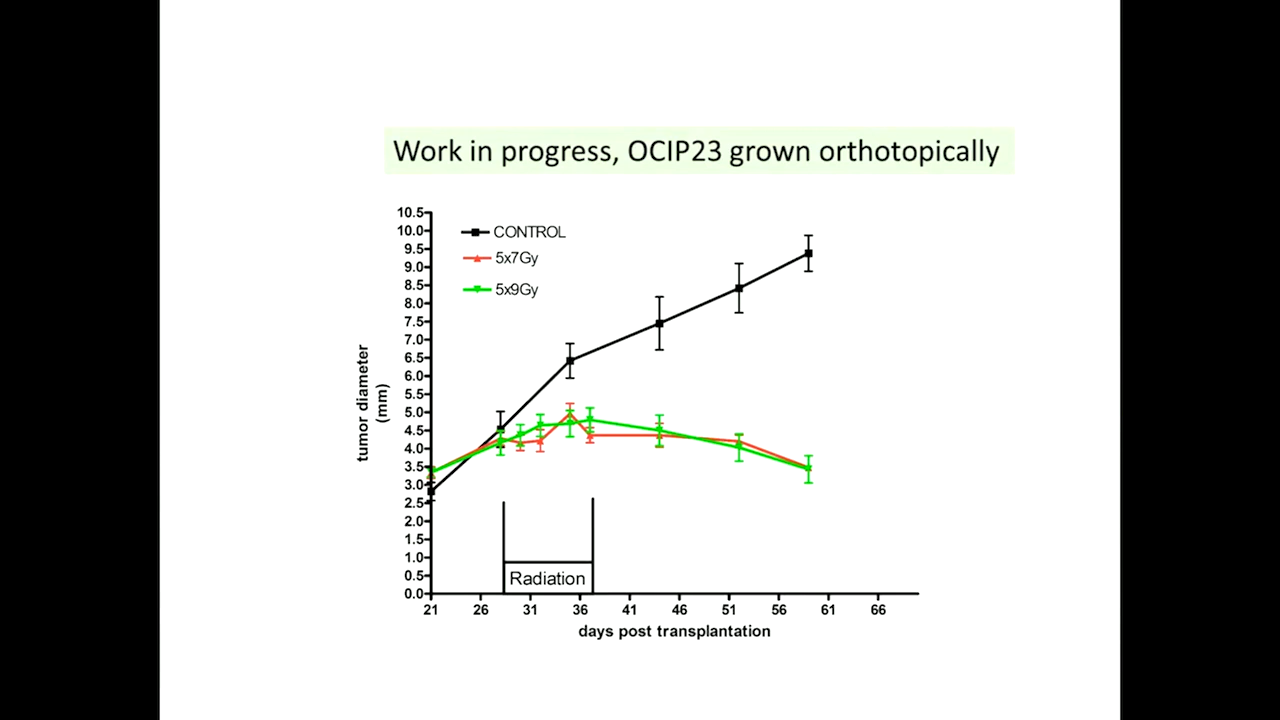 Work in progress, OCIP23 grown orthotopically
CONTROL
5x7Gy
5x9Gy
10.5
10.0
9.5
9.0
8.5
8.0
7.5
7.0
6.5
6.0
5.5
5.0
4.5
4.0
3.5
3.0
2.5
2.0
1.5
1.0
0.5
0.0
tumor diameter
(mm)
Radiation
21 26 31 36 41 46 51 56 61 66
days post transplantation